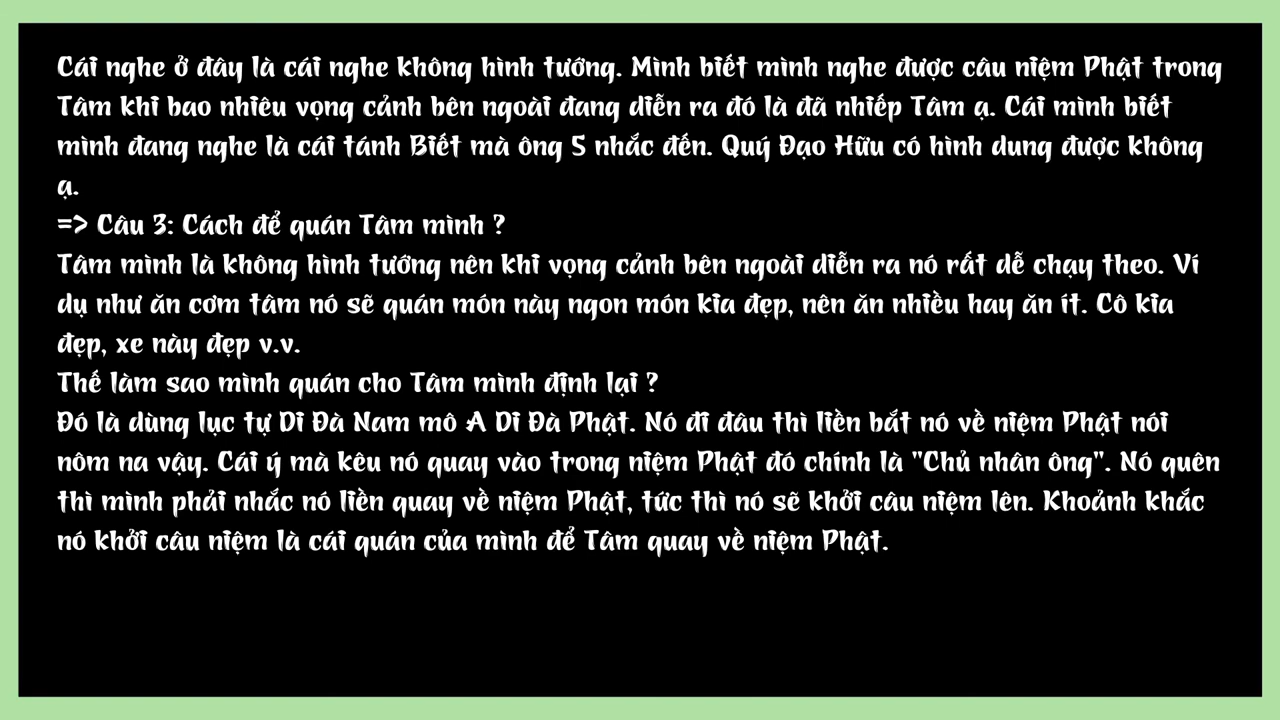 Cái nghe ở đây là cái nghe không hình tướng. Mình biết mình nghe được câu niệm Phật trong
Tâm khi bao nhiêu vọng cảnh bên ngoài đang diễn ra đó là đã nhiếp Tâm ạ. Cái mình biết
mình đang nghe là cái tánh Biết mà ông 5 nhắc đến. Quý Đạo Hữu có hình dung được không
ạ.
=> Câu 3: Cách để quán Tâm mình ?
Tâm mình là không hình tướng nên khi vọng cảnh bên ngoài diễn ra nó rất dễ chạy theo. Ví
dụ như ăn cơm tâm nó sẽ quán món này ngon món kia đẹp, nên ăn nhiều hay ăn ít. Cô kia
đẹp, xe này đẹp v.v.
Thế làm sao mình quán cho Tâm mình định lại ?
Đó là dùng lục tự Di Đà Nam mô A Di Đà Phật. Nó đi đâu thì liền bắt nó về niệm Phật nói
nôm na vậy. Cái ý mà kêu nó quay vào trong niệm Phật đó chính là "Chủ nhân ông". Nó quên
thì mình phải nhắc nó liền quay về niệm Phật, tức thì nó sẽ khởi câu niệm lên. Khoảnh khắc
nó khởi câu niệm là cái quán của mình để Tâm quay về niệm Phật.